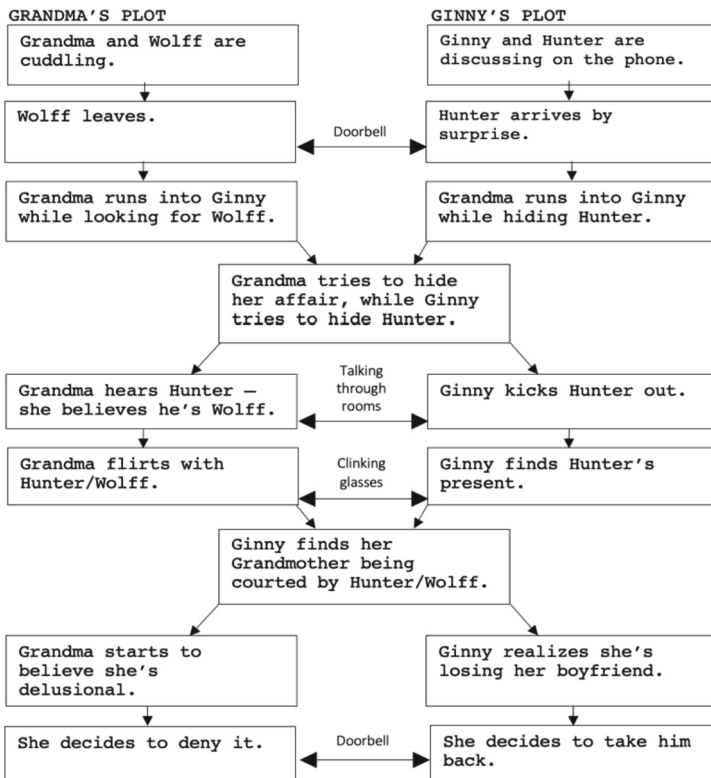 GRANDMA'S PLOT
GINNY'S PLOT
Grandma and Wolff are
cuddling.
Ginny and Hunter are
discussing on the phone.
Wolff leaves.
Doorbell
Hunter arrives by
surprise.
Grandma runs into Ginny
while looking for Wolff.
Grandma runs into Ginny
while hiding Hunter.
Grandma tries to hide
her affair, while Ginny
tries to hide Hunter.
Grandma hears Hunter —
she believes he's Wolff.
Talking
through
rooms
Ginny kicks Hunter out.
Grandma flirts with
Hunter/Wolff.
Clinking
glasses
Ginny finds Hunter's
present.
Ginny finds her
Grandmother being
courted by Hunter/Wolff.
Grandma starts to
believe she's
delusional.
Ginny realizes she's
losing her boyfriend.
She decides to deny it.
Doorbell
She decides to take him
back.